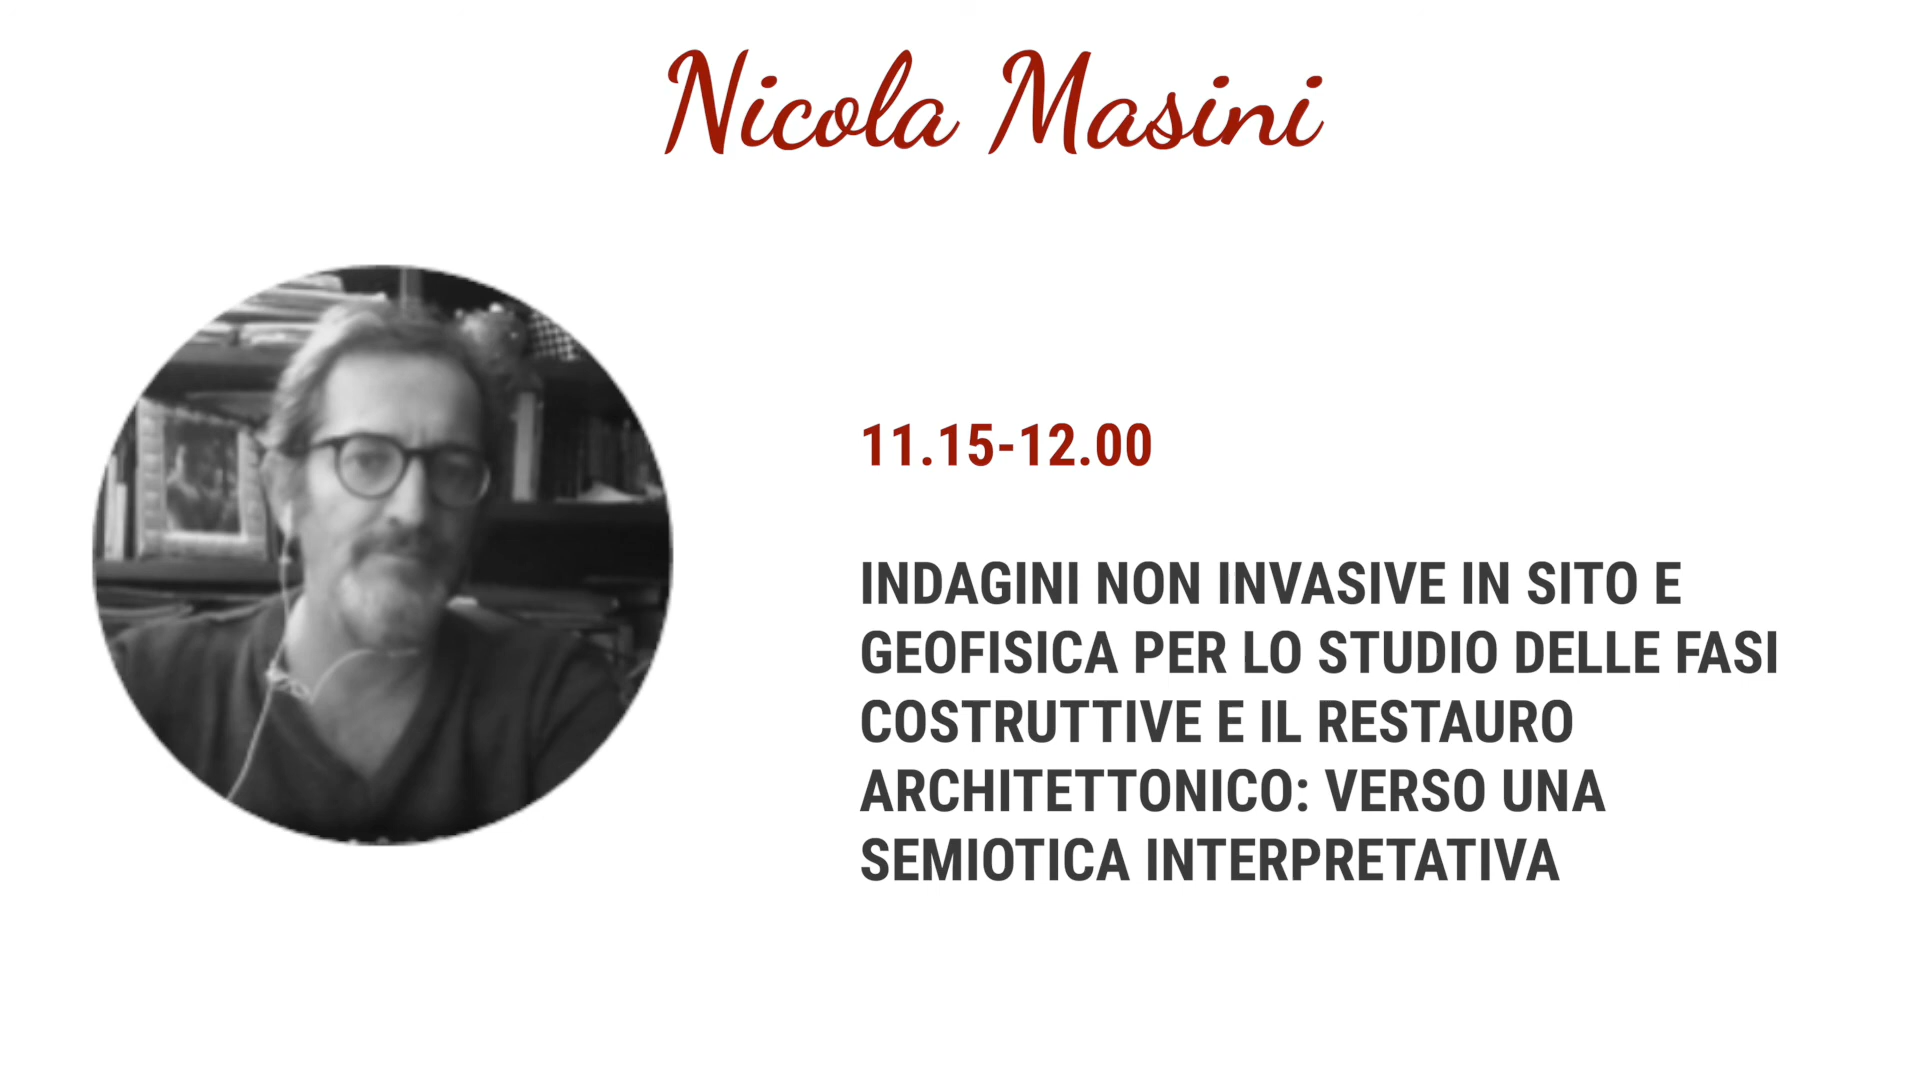 Nicola Masini
11.15-12.00
INDAGINI NON INVASIVE IN SITO E
GEOFISICA PER LO STUDIO DELLE FASI
COSTRUTTIVE E IL RESTAURO
ARCHITETTONICO: VERSO UNA
SEMIOTICA INTERPRETATIVA